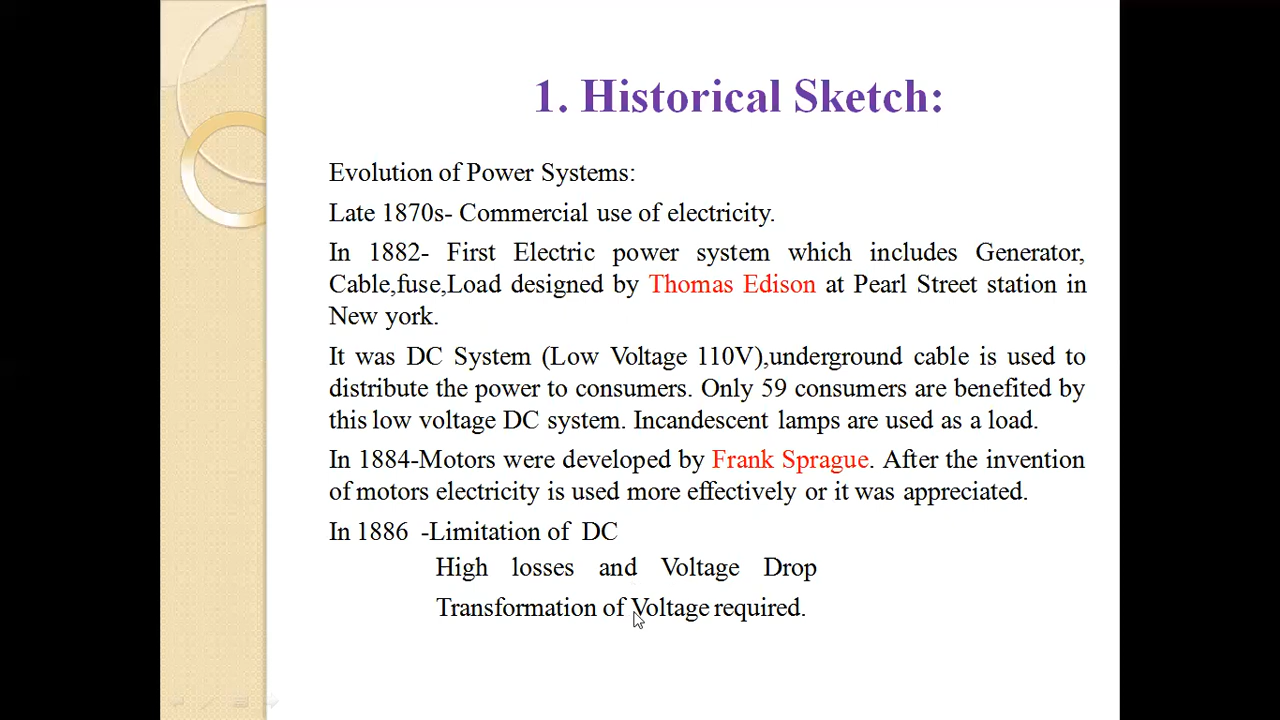 1. Historical Sketch:
Evolution of Power Systems:
Late 1870s- Commercial use of electricity.
In 1882- First Electric power system which includes Generator,
Cable,fuse,Load designed by Thomas Edison at Pearl Street station in
New york.
It was DC System (Low Voltage 110V),underground cable is used to
distribute the power to consumers. Only 59 consumers are benefited by
this low voltage DC system. Incandescent lamps are used as a load.
In 1884-Motors were developed by Frank Sprague. After the invention
of motors electricity is used more effectively or it was appreciated.
In 1886 -Limitation of DC
High losses and Voltage Drop
Transformation of Voltage required.